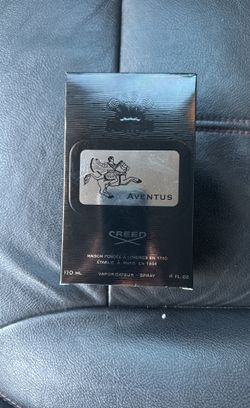 AVENTUS
CREED
MAISON FONDÉE À LONDRES EN 1760
ÉTABLIE À PARIS EN 1854
120 ML VAPORISATEUR - SPRAY 4 FL.OZ